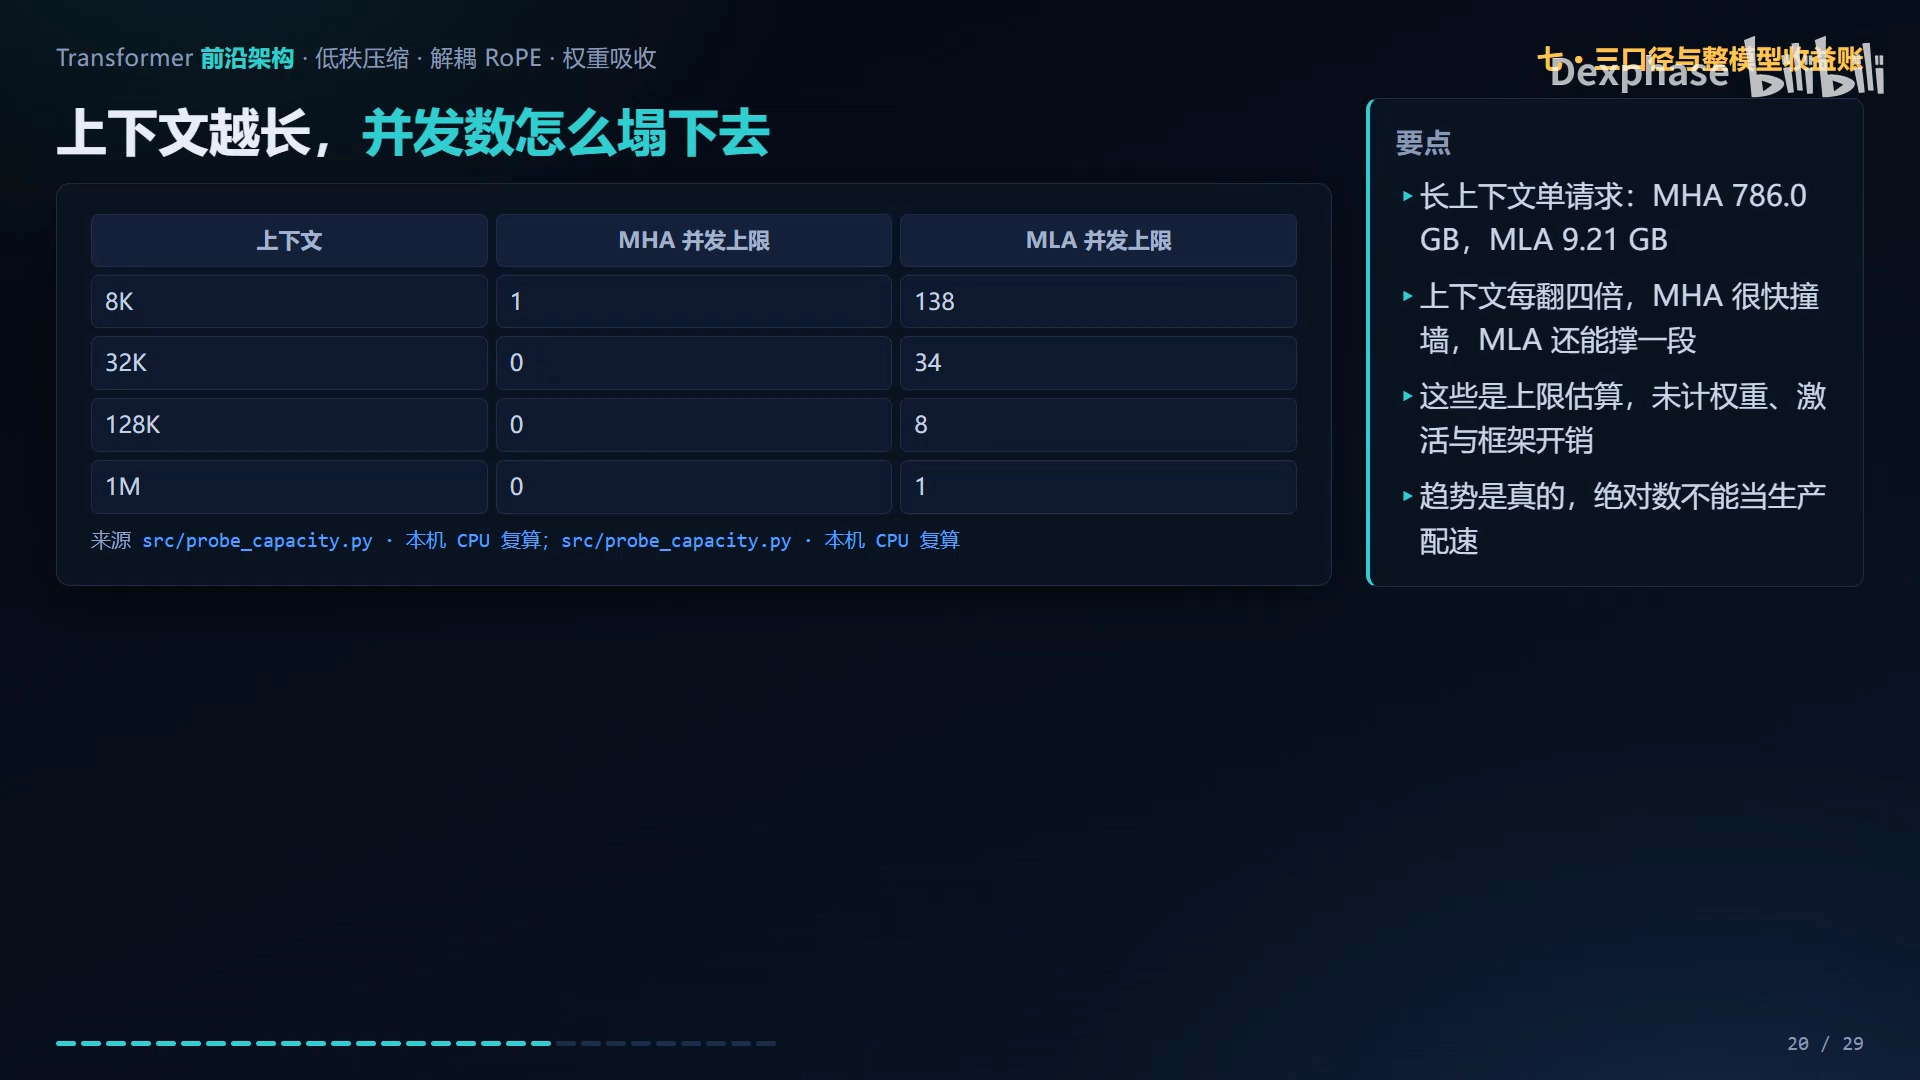 Transformer 前沿架构 · 低秩压缩 · 解耦 RoPE · 权重吸收
七 · 三口径与整模型收益账
Dexphase bilibili
上下文越长，并发数怎么塌下去
上下文 MHA 并发上限 MLA 并发上限
8K 1 138
32K 0 34
128K 0 8
1M 0 1
来源 src/probe_capacity.py · 本机 CPU 复算；src/probe_capacity.py · 本机 CPU 复算
要点
▸长上下文单请求：MHA 786.0
GB，MLA 9.21 GB
▸上下文每翻四倍，MHA 很快撞
墙，MLA 还能撑一段
▸这些是上限估算，未计权重、激
活与框架开销
▸趋势是真的，绝对数不能当生产
配速
20 / 29